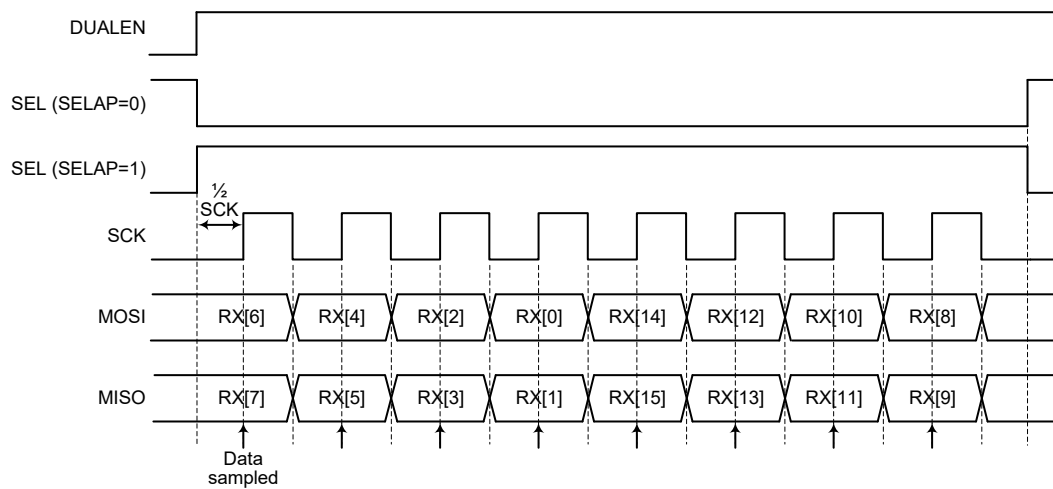 DUALEN
SEL (SELAP=0)
SEL (SELAP=1)
½
SCK
SCK
MOSI RX[6] RX[4] RX[2] RX[0] RX[14] RX[12] RX[10] RX[8]
MISO RX[7] RX[5] RX[3] RX[1] RX[15] RX[13] RX[11] RX[9]
Data
sampled